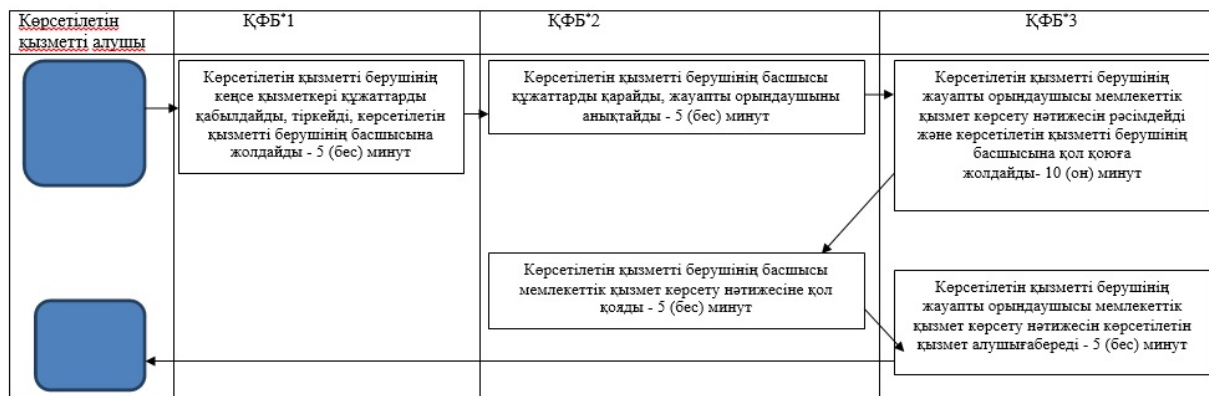 Көрсетілетін
қызметті алушы
ҚФБ*1
ҚФБ*2
ҚФБ*3
Көрсетілетін қызметті берушінің
кеңсе қызметкері құжаттарды
қабылдайды, тіркейді, көрсетілетін
қызметті берушінің басшысына
жолдайды - 5 (бес) минут
Көрсетілетін қызметті берушінің басшысы
құжаттарды қарайды, жауапты орындаушыны
анықтайды - 5 (бес) минут
Көрсетілетін қызметті берушінің
жауапты орындаушысы мемлекеттік
қызмет көрсету нәтижесін рәсімдейді
және көрсетілетін қызметті берушінің
басшысына қол қоюға
жолдайды- 10 (он) минут
Көрсетілетін қызметті берушінің басшысы
мемлекеттік қызмет көрсету нәтижесіне қол
қояды - 5 (бес) минут
Көрсетілетін қызметті берушінің
жауапты орындаушысы мемлекеттік
қызмет көрсету нәтижесін көрсетілетін
қызмет алушығабереді - 5 (бес) минут